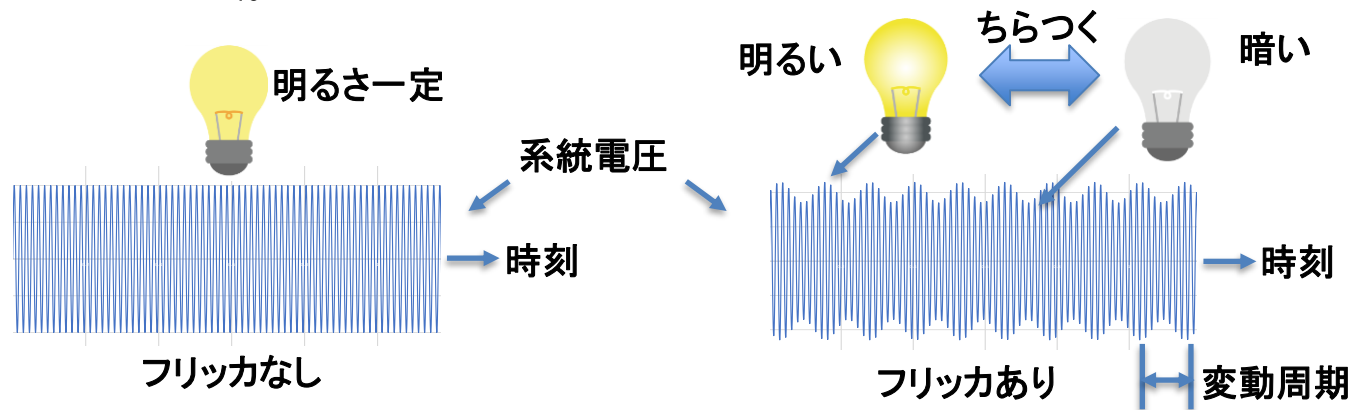 明るさ一定
系統電圧
時刻
フリッカなし
明るい
ちらつく
暗い
時刻
フリッカあり
変動周期